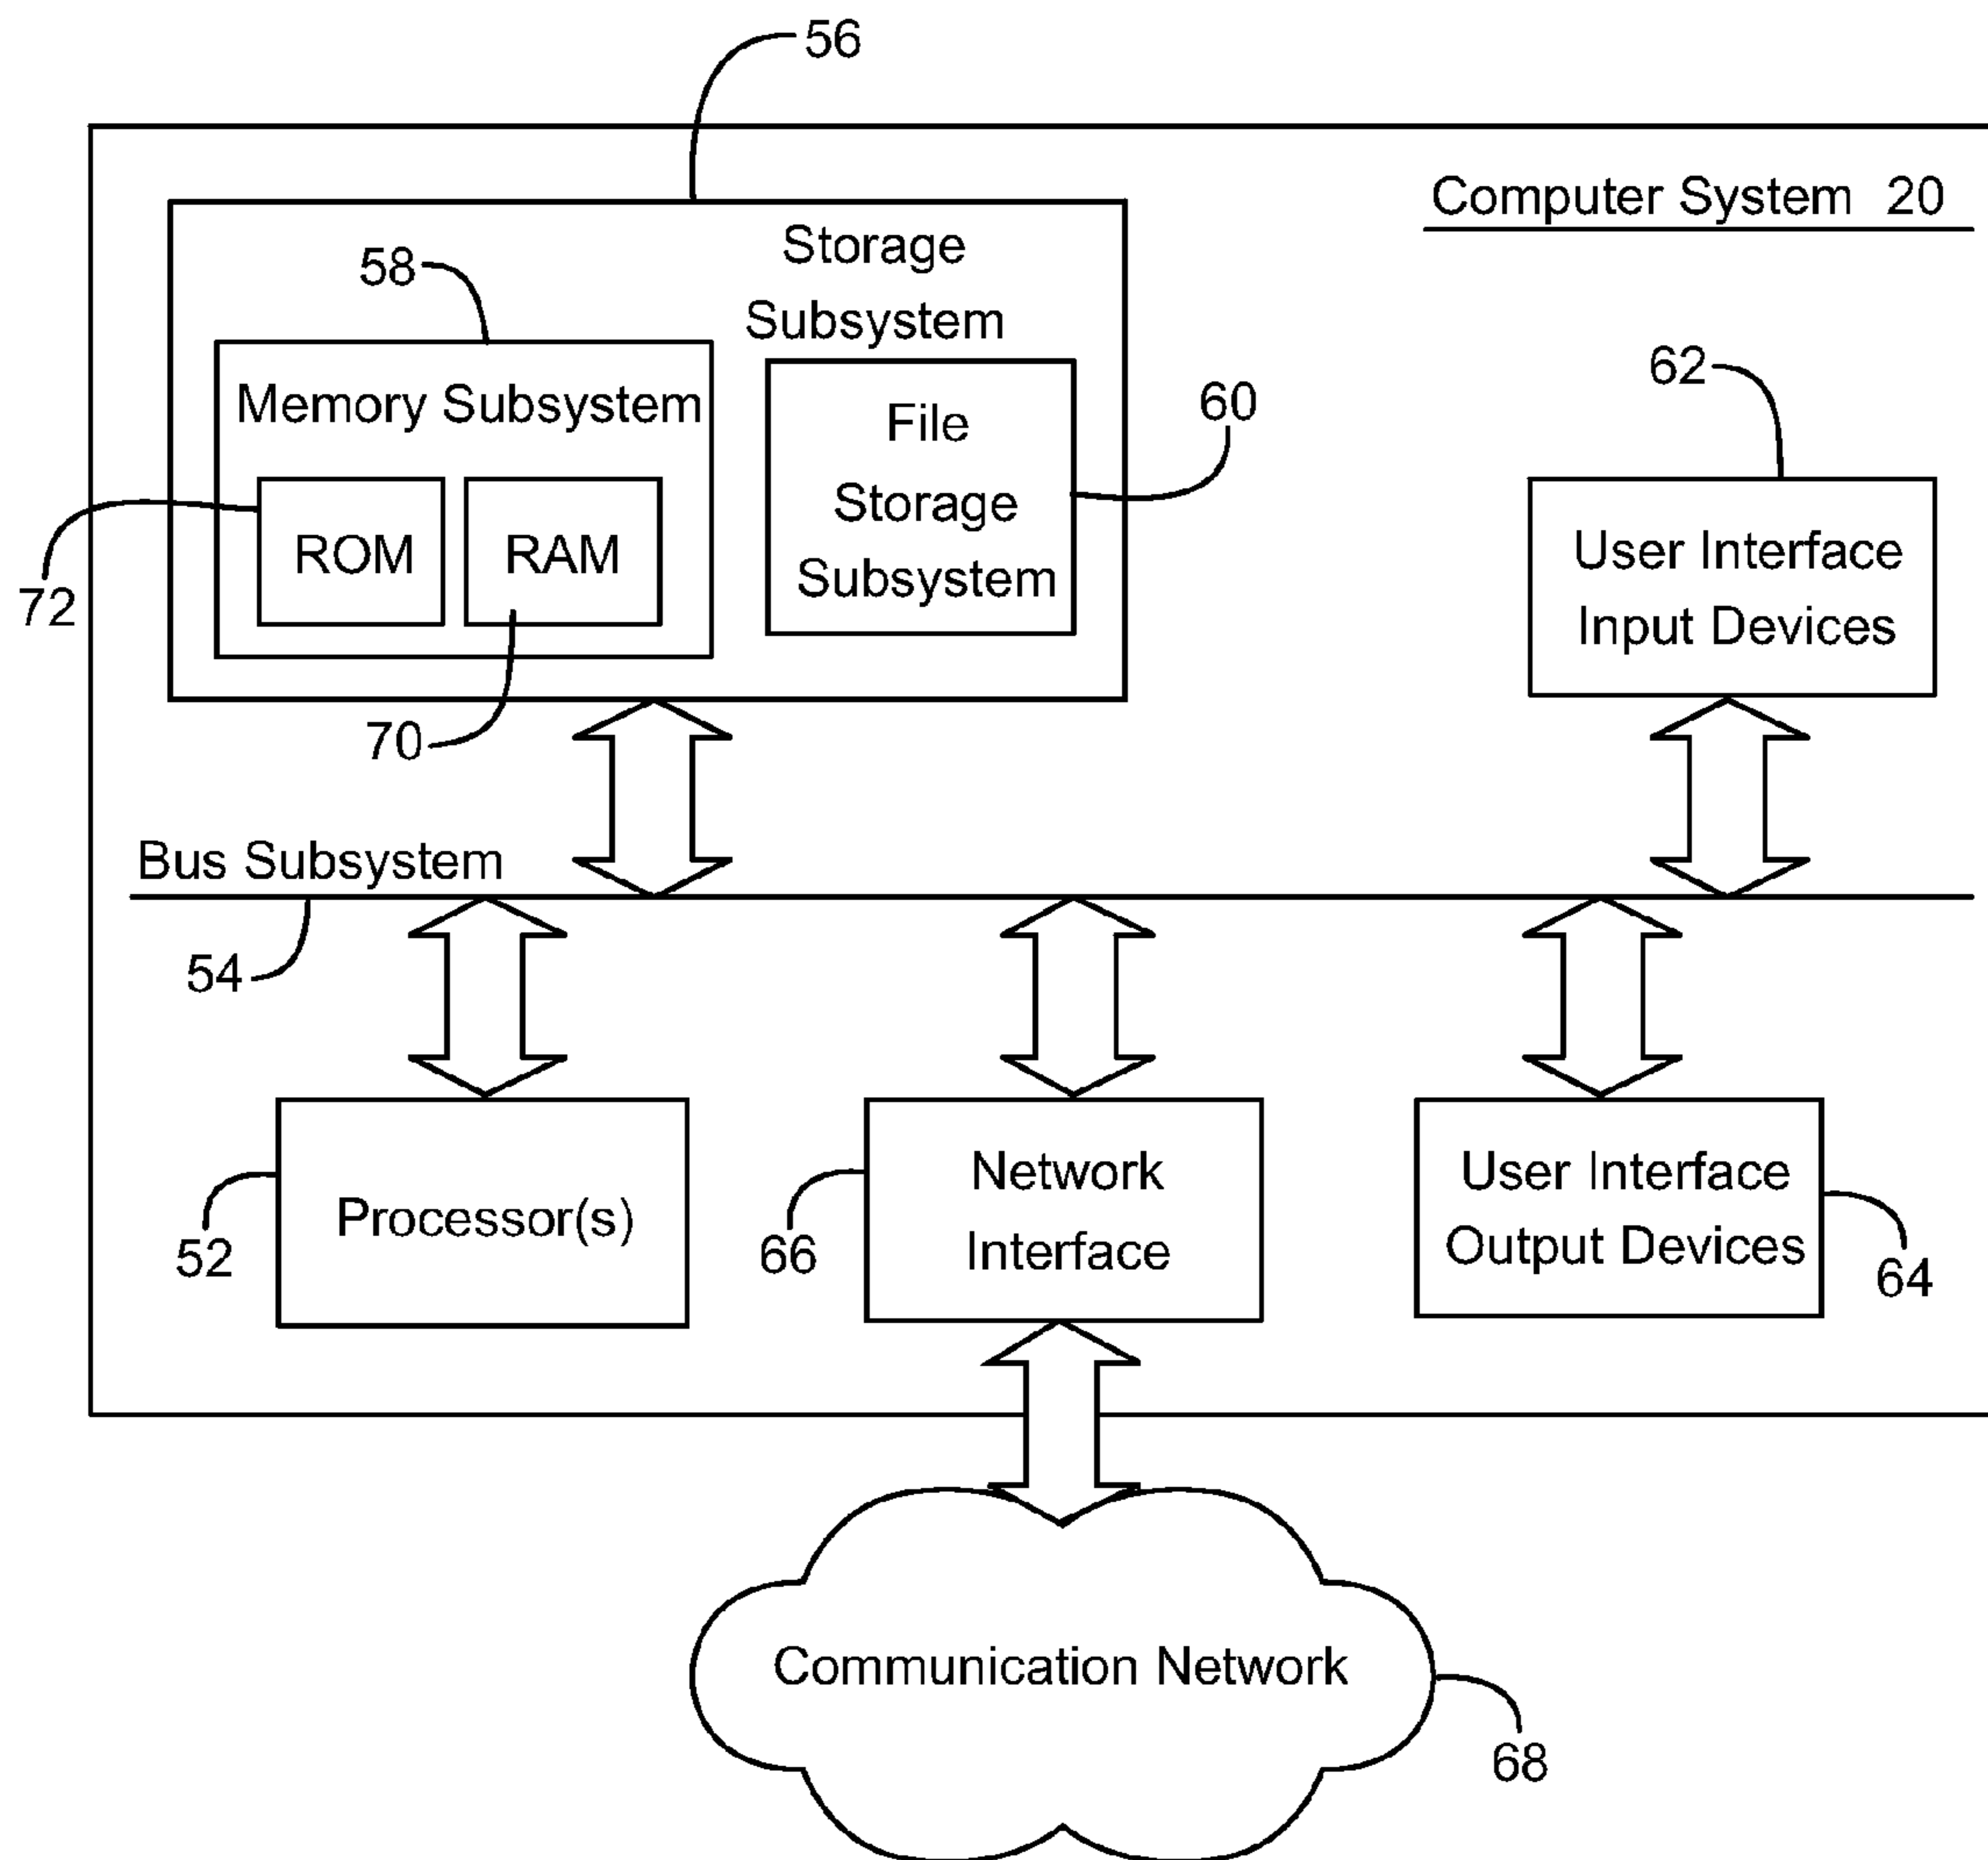 56
Computer System 20
Storage
Subsystem
58
Memory Subsystem
62
60
File
Storage
Subsystem
ROM
RAM
User Interface
Input Devices
72
70
Bus Subsystem
54
Processor(s)
52
Network
Interface
66
User Interface
Output Devices
64
Communication Network
68